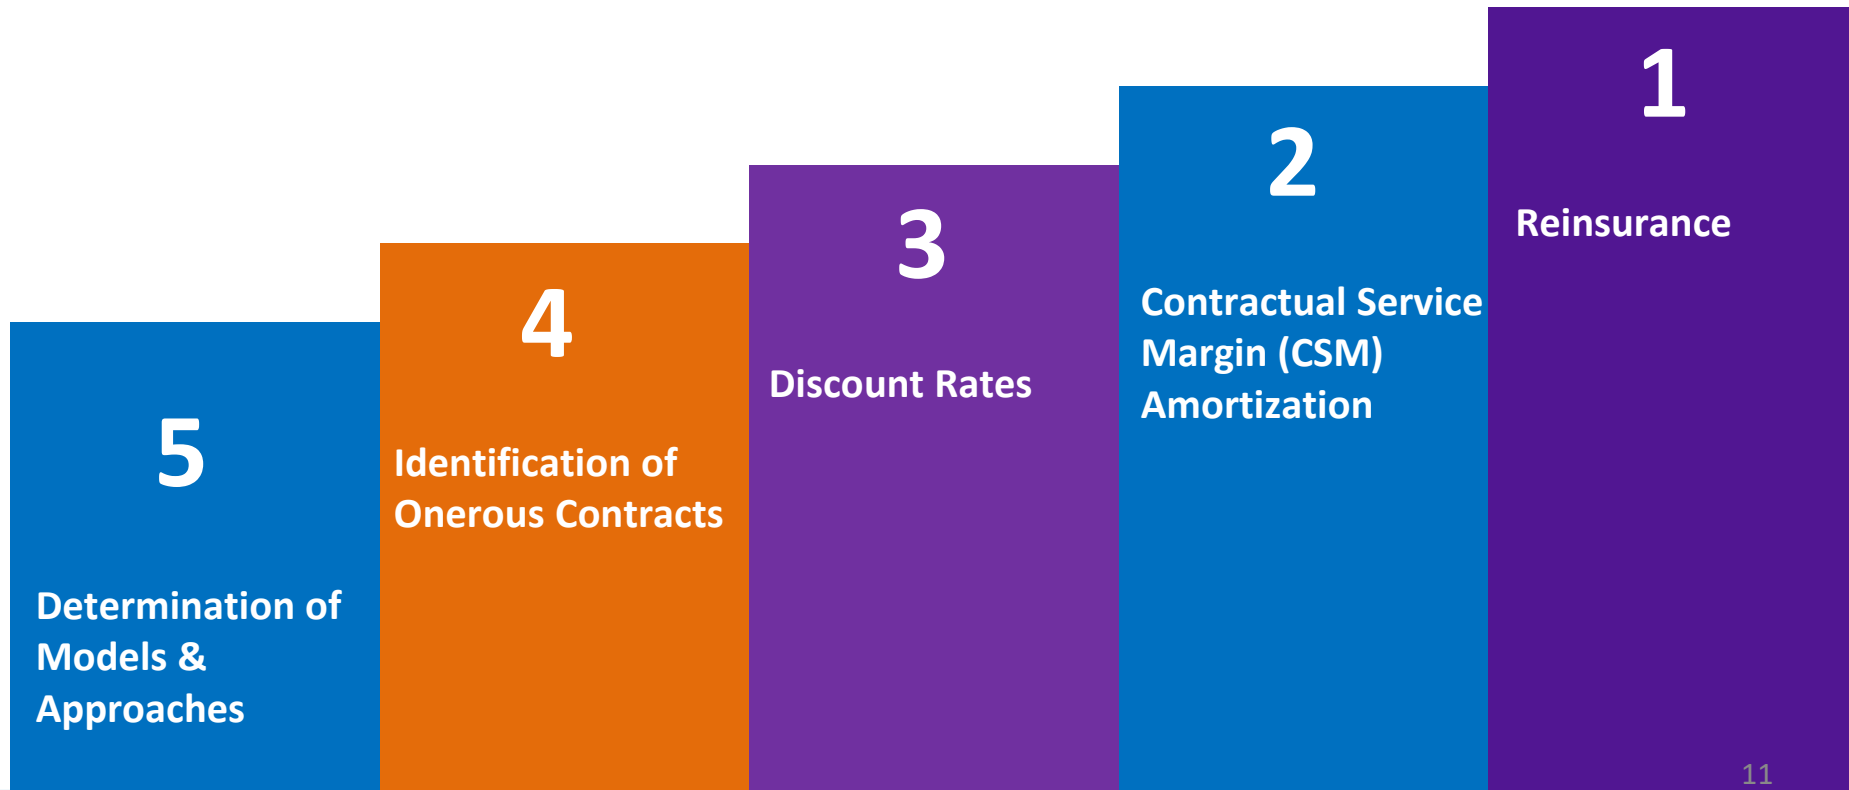 5
Determination of
Models &
Approaches
4
Identification of
Onerous Contracts
3
Discount Rates
2
Contractual Service
Margin (CSM)
Amortization
1
Reinsurance
11